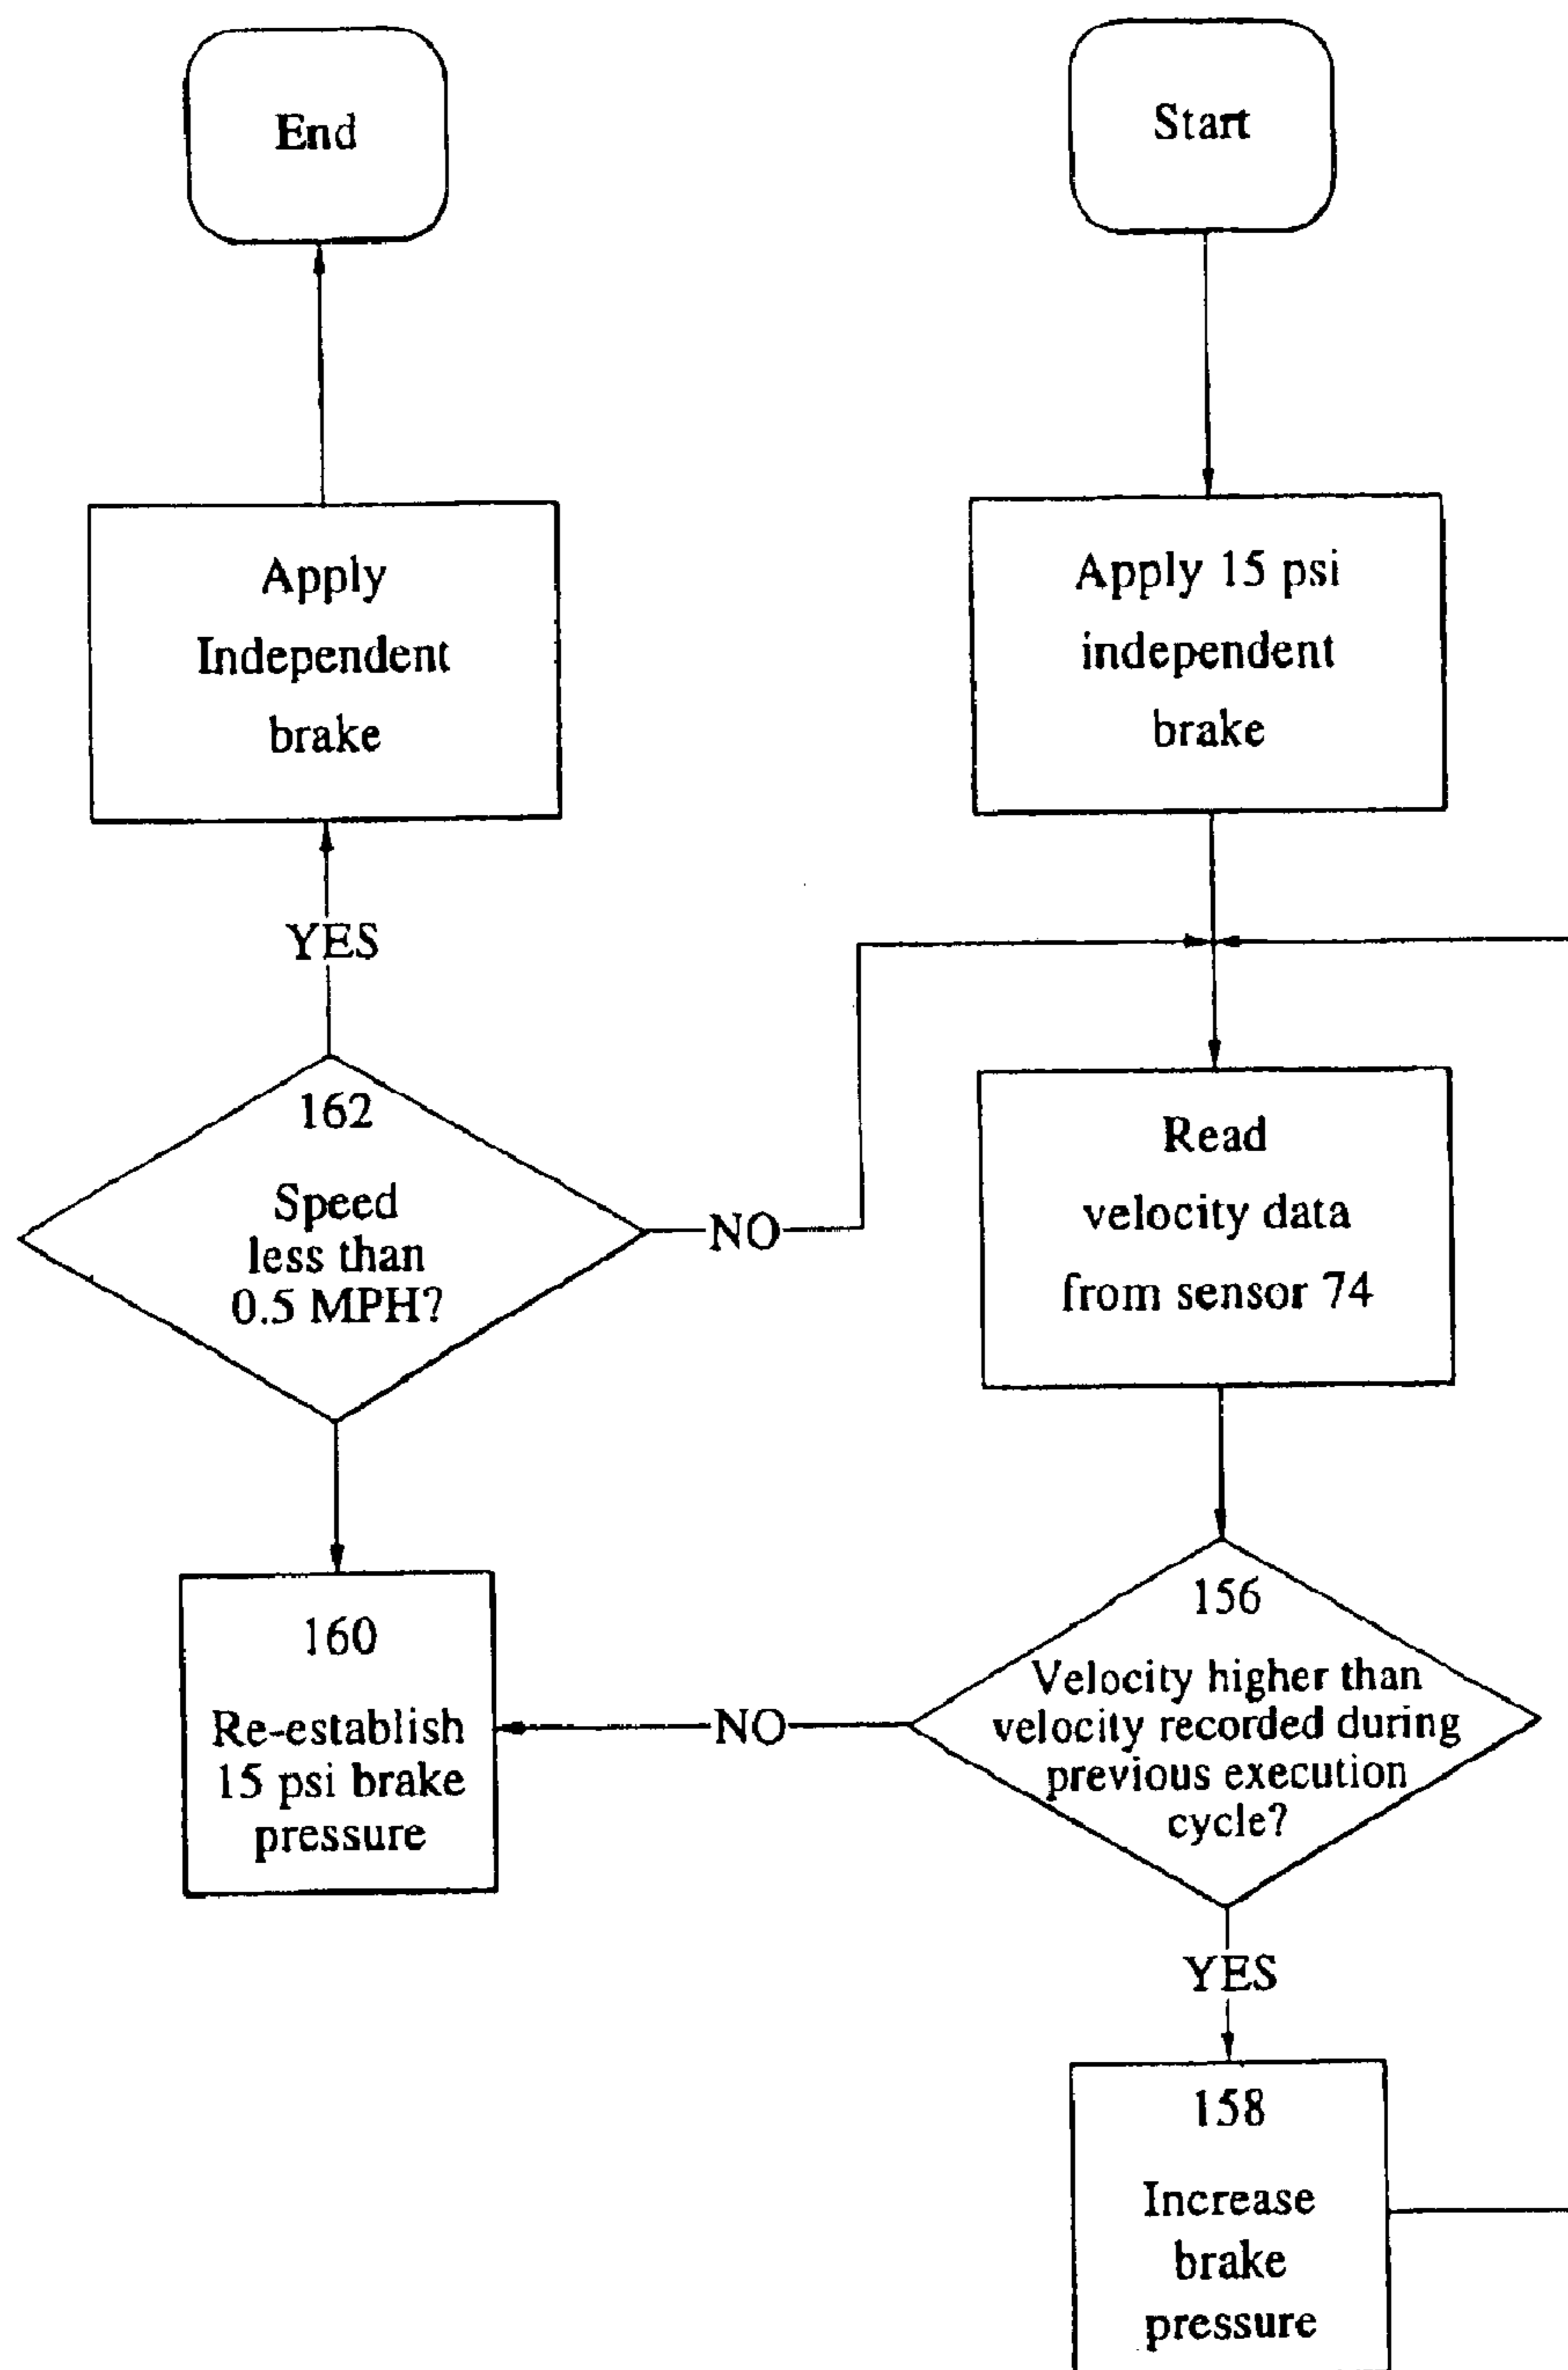 End
Start
Apply
Independent
brake
Apply 15 psi
independent
brake
YES
162
Speed
less than
0.5 MPH?
NO
Read
velocity data
from sensor 74
160
Re-establish
15 psi brake
pressure
NO
156
Velocity higher than
velocity recorded during
previous execution
cycle?
YES
158
Increase
brake
pressure